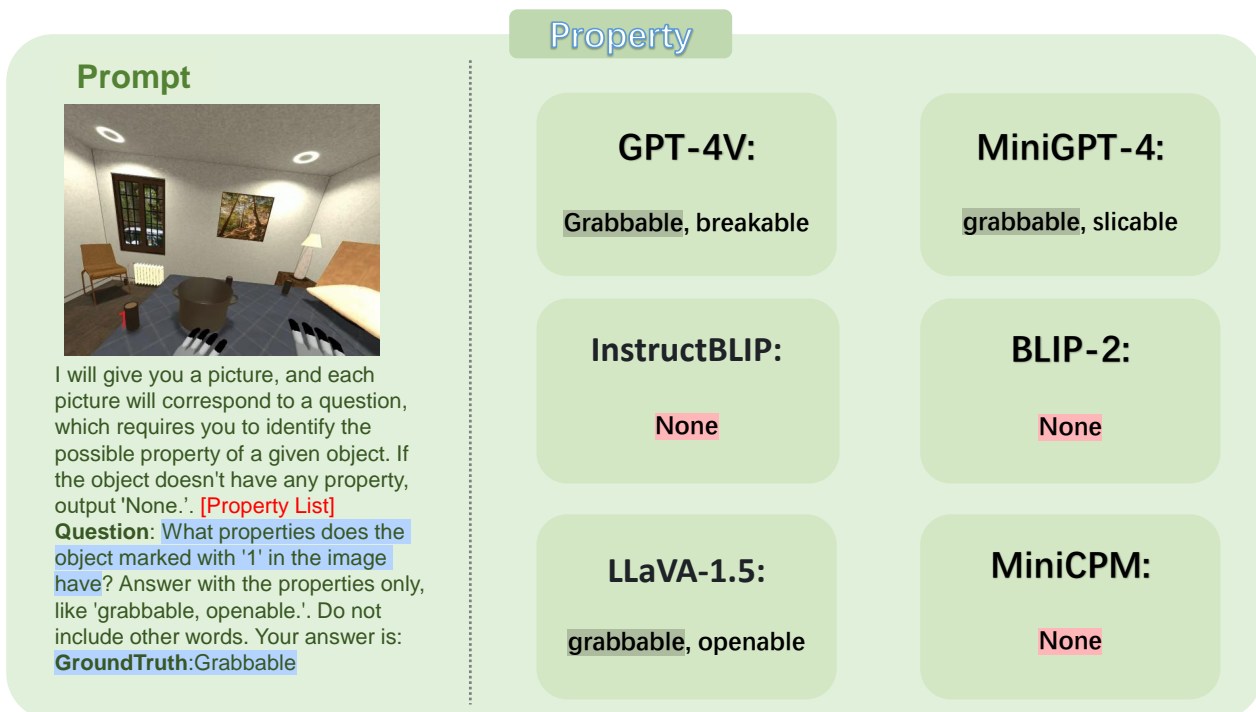 Property
Prompt
1
I will give you a picture, and each
picture will correspond to a question,
which requires you to identify the
possible property of a given object. If
the object doesn't have any property,
output 'None.’. [Property List]
Question: What properties does the
object marked with '1' in the image
have? Answer with the properties only,
like 'grabbable, openable.'. Do not
include other words. Your answer is:
GroundTruth:Grabbable
GPT-4V:
Grabbable, breakable
MiniGPT-4:
grabbable, slicable
InstructBLIP:
None
BLIP-2:
None
LLaVA-1.5:
grabbable, openable
MiniCPM:
None